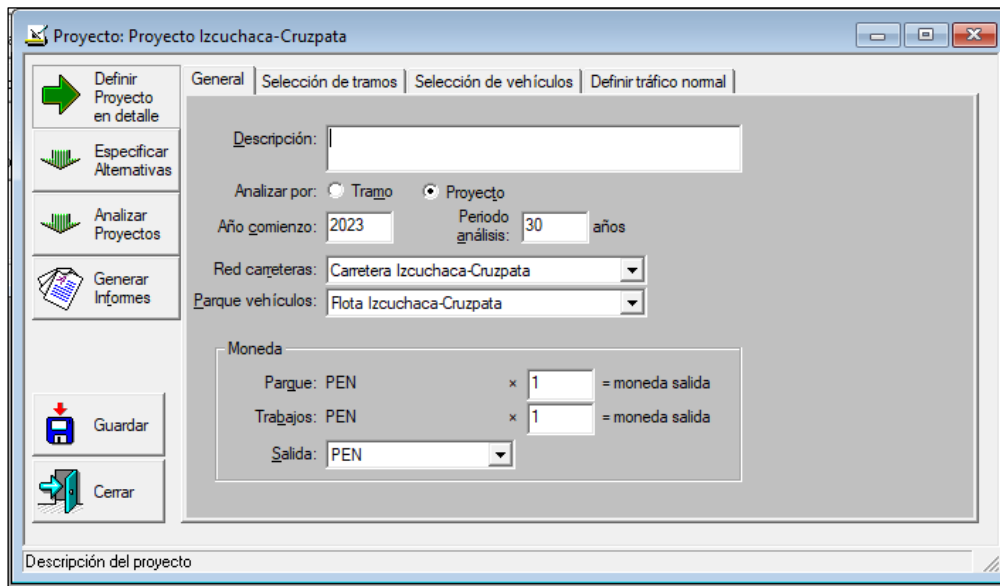 Proyecto: Proyecto Izcuchaca-Cruzpata
Definir
Proyecto
en detalle
Especificar
Alternativas
Analizar
Proyectos
Generar
Informes
Guardar
Cerrar
General Selección de tramos Selección de vehículos Definir tráfico normal
Descripción:
Analizar por: Tramo Proyecto
Año comienzo: 2023 Periodo análisis: 30 años
Red carreteras: Carretera Izcuchaca-Cruzpata
Parque vehículos: Flota Izcuchaca-Cruzpata
Moneda
Parque: PEN × 1 = moneda salida
Trabajos: PEN × 1 = moneda salida
Salida: PEN
Descripción del proyecto